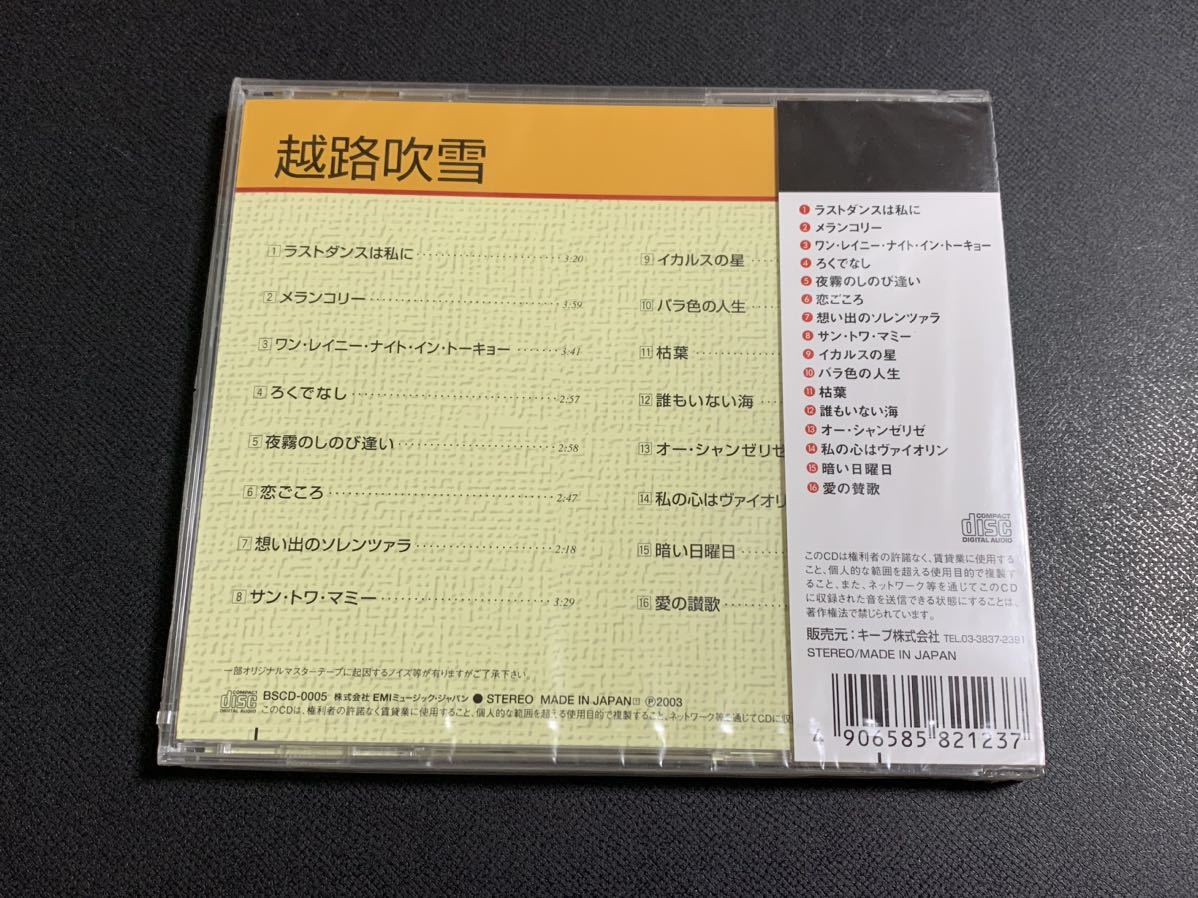 越路吹雪
1 ラストダンスは私に 3:20
2 メランコリー 3:59
3 ワン・レイニー・ナイト・イン・トーキョー 3:41
4 ろくでなし 2:57
5 夜霧のしのび逢い 2:58
6 恋ごころ 2:47
7 想い出のソレンツァラ 2:18
8 サン・トワ・マミー 3:29
9 イカルスの星
10 バラ色の人生
11 枯葉
12 誰もいない海
13 オー・シャンゼリゼ
14 私の心はヴァイオリ
15 暗い日曜日
16 愛の讃歌
一部オリジナルマスターテープに起因するノイズ等が有りますがご了承下さい。
COMPACT disc DIGITAL AUDIO
BSCD-0005 株式会社 EMIミュージック・ジャパン ● STEREO MADE IN JAPAN ℗2003
このCDは、権利者の許諾なく賃貸業に使用すること、個人的な範囲を超える使用目的で複製すること、ネットワーク等を通じてCDに収
1 ラストダンスは私に
2 メランコリー
3 ワン・レイニー・ナイト・イン・トーキョー
4 ろくでなし
5 夜霧のしのび逢い
6 恋ごころ
7 想い出のソレンツァラ
8 サン・トワ・マミー
9 イカルスの星
10 バラ色の人生
11 枯葉
12 誰もいない海
13 オー・シャンゼリゼ
14 私の心はヴァイオリン
15 暗い日曜日
16 愛の賛歌
COMPACT disc DIGITAL AUDIO
このCDは権利者の許諾なく、賃貸業に使用する
こと、個人的な範囲を超える使用目的で複製す
ること、また、ネットワーク等を通じてこのCD
に収録された音を送信できる状態にすることは、
著作権法で禁じられています。
販売元：キープ株式会社 TEL.03-3837-2391
STEREO/MADE IN JAPAN
4 906585 821237